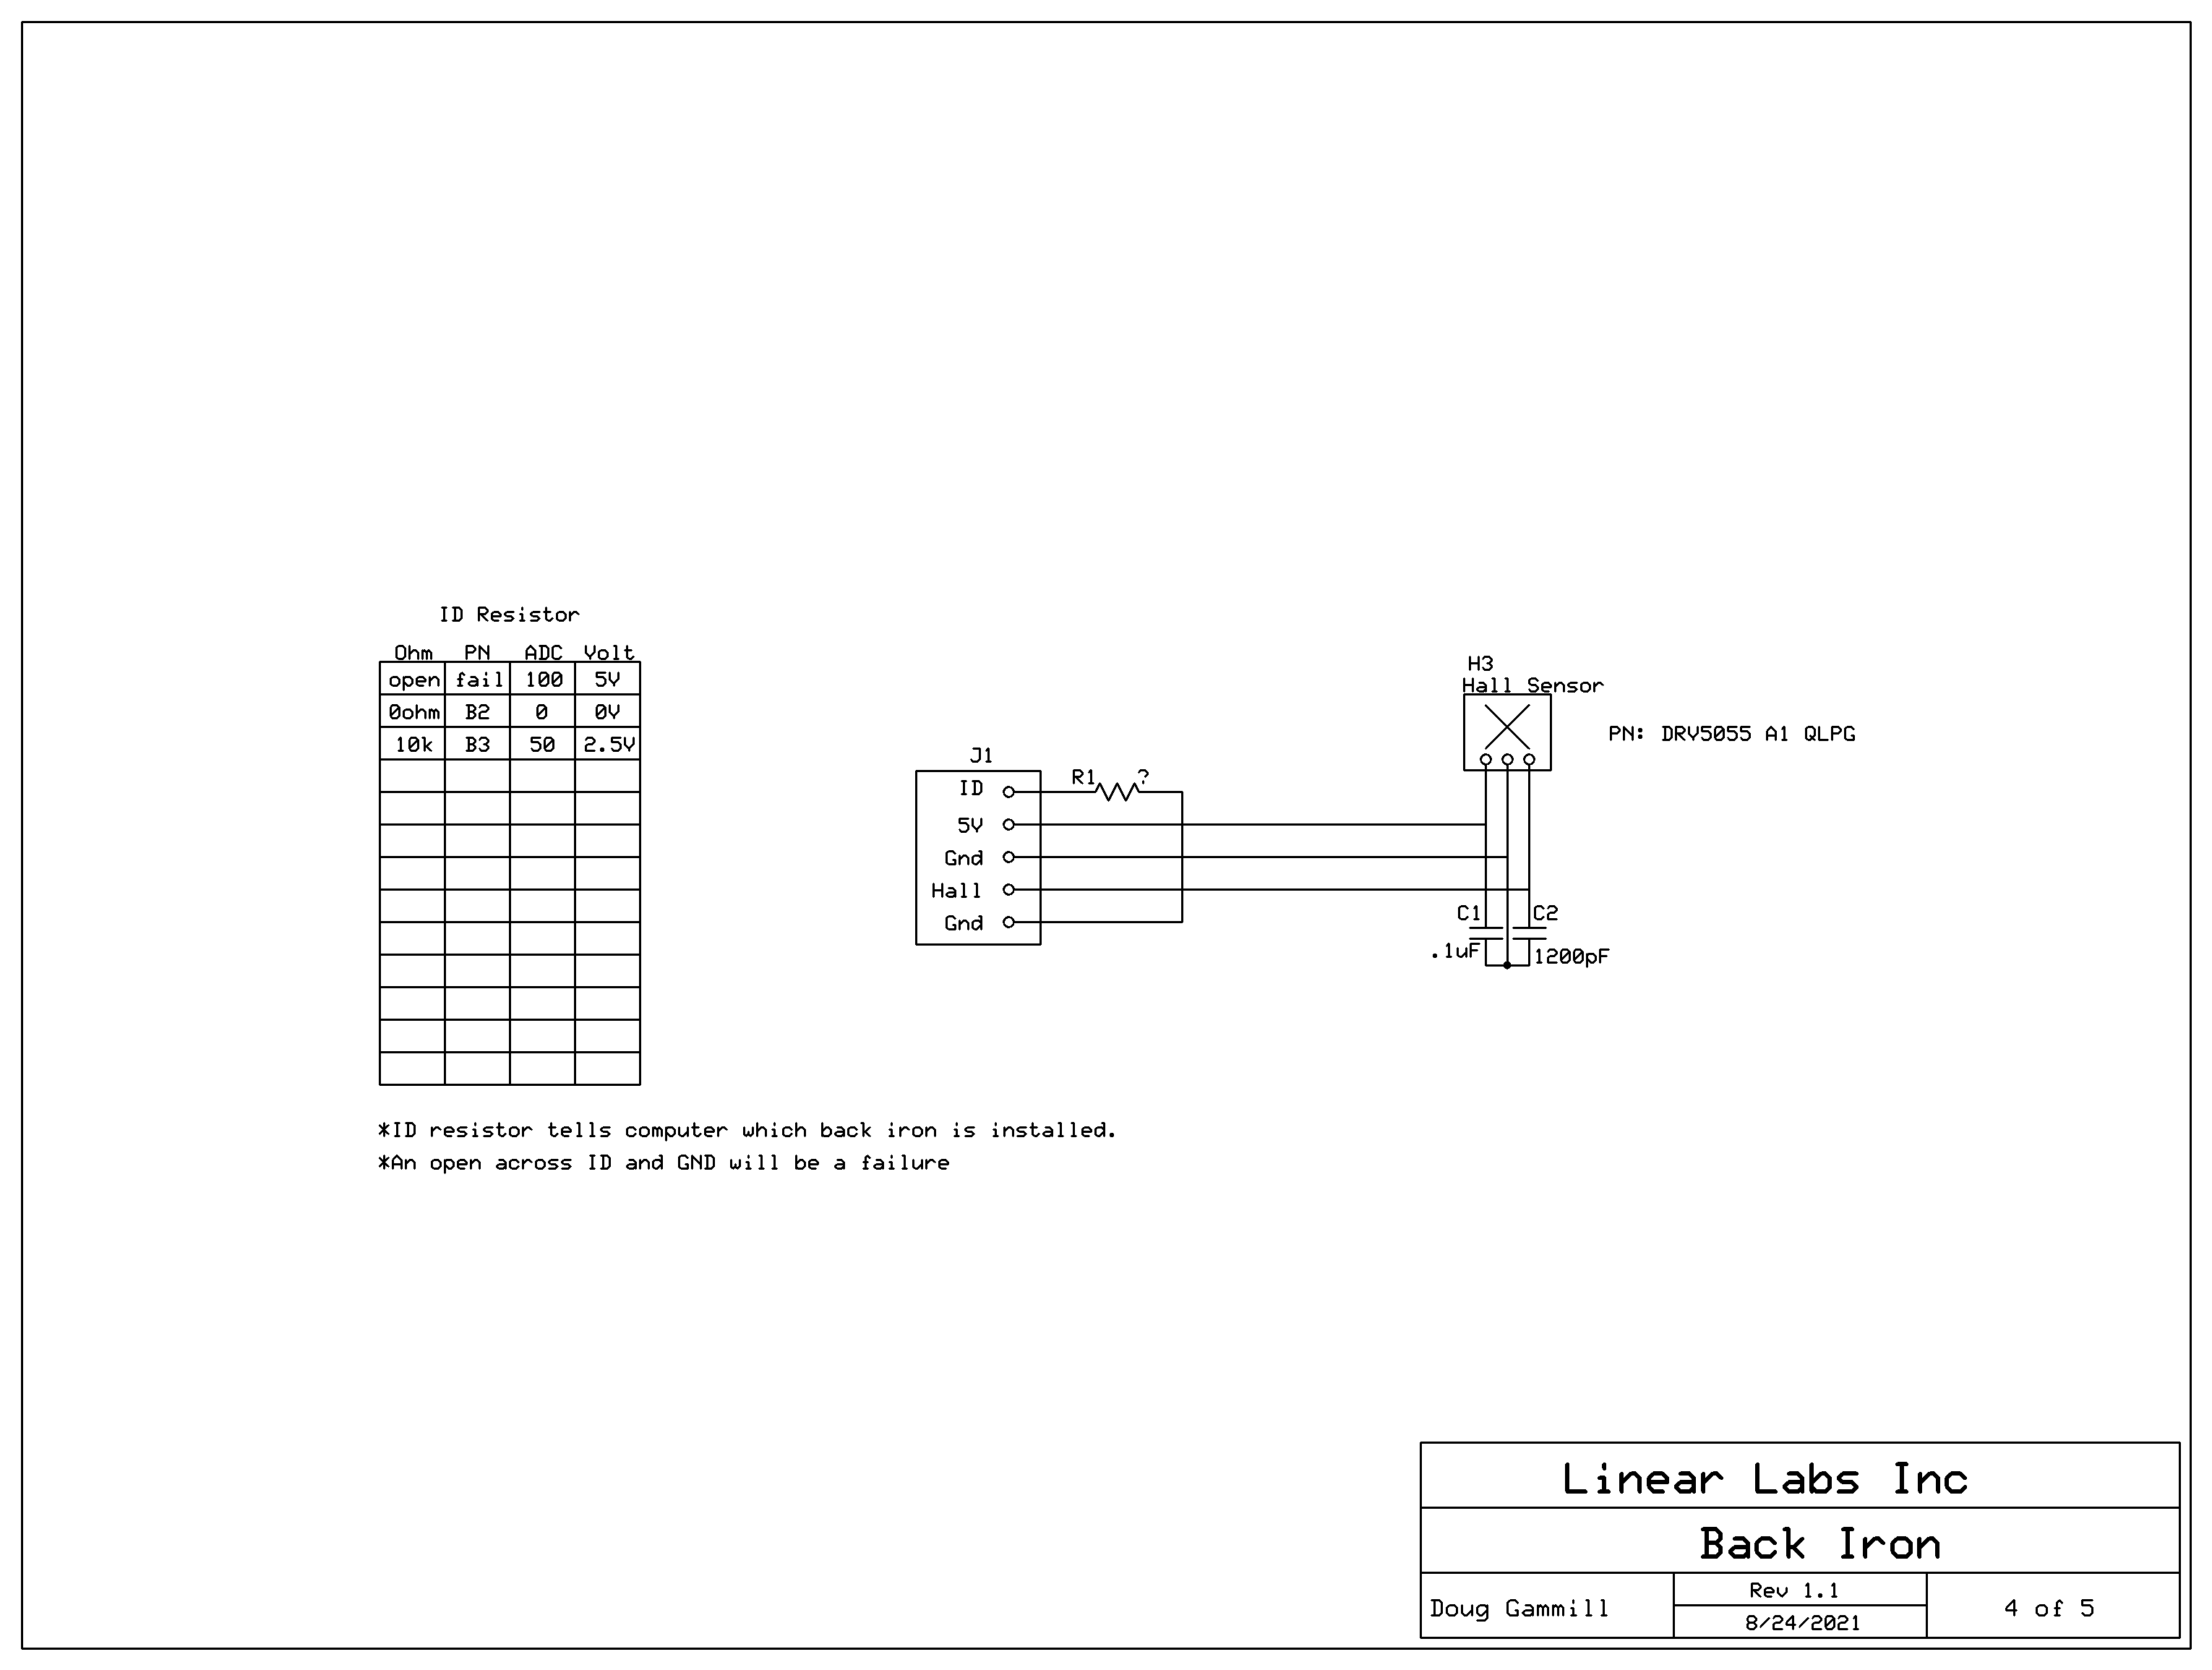 ID Resistor
Ohm PN ADC Volt
open fail 100 5V
0ohm B2 0 0V
10k B3 50 2.5V
*ID resistor tells computer which back iron is installed.
*An open across ID and GND will be a failure
J1
ID
5V
Gnd
Hall
Gnd
R1 ?
H3
Hall Sensor
PN: DRV5055 A1 QLPG
C1
.1uF
C2
1200pF
Linear Labs Inc
Back Iron
Doug Gammill
Rev 1.1
8/24/2021
4 of 5